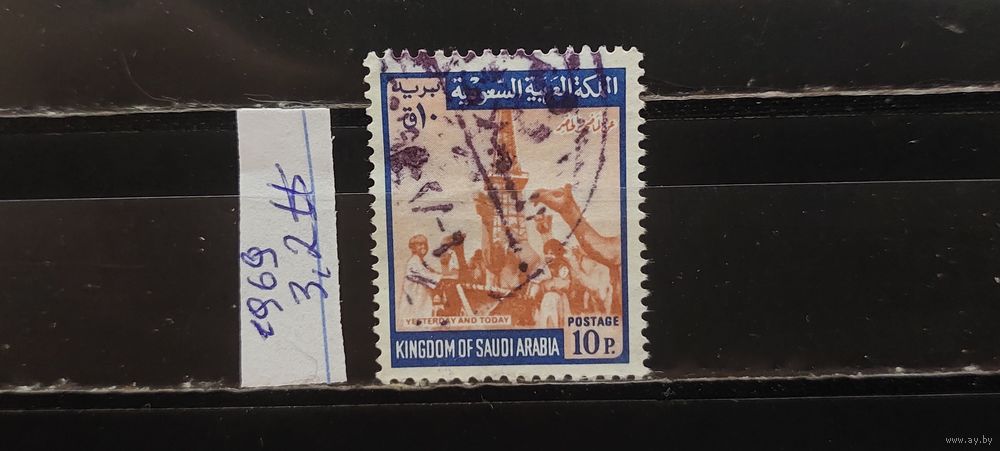 1969
3,2
المملكة العربية السعودية
بريد
١٠ق
YESTERDAY AND TODAY
POSTAGE
KINGDOM OF SAUDI ARABIA
10 P.
www.ay.by